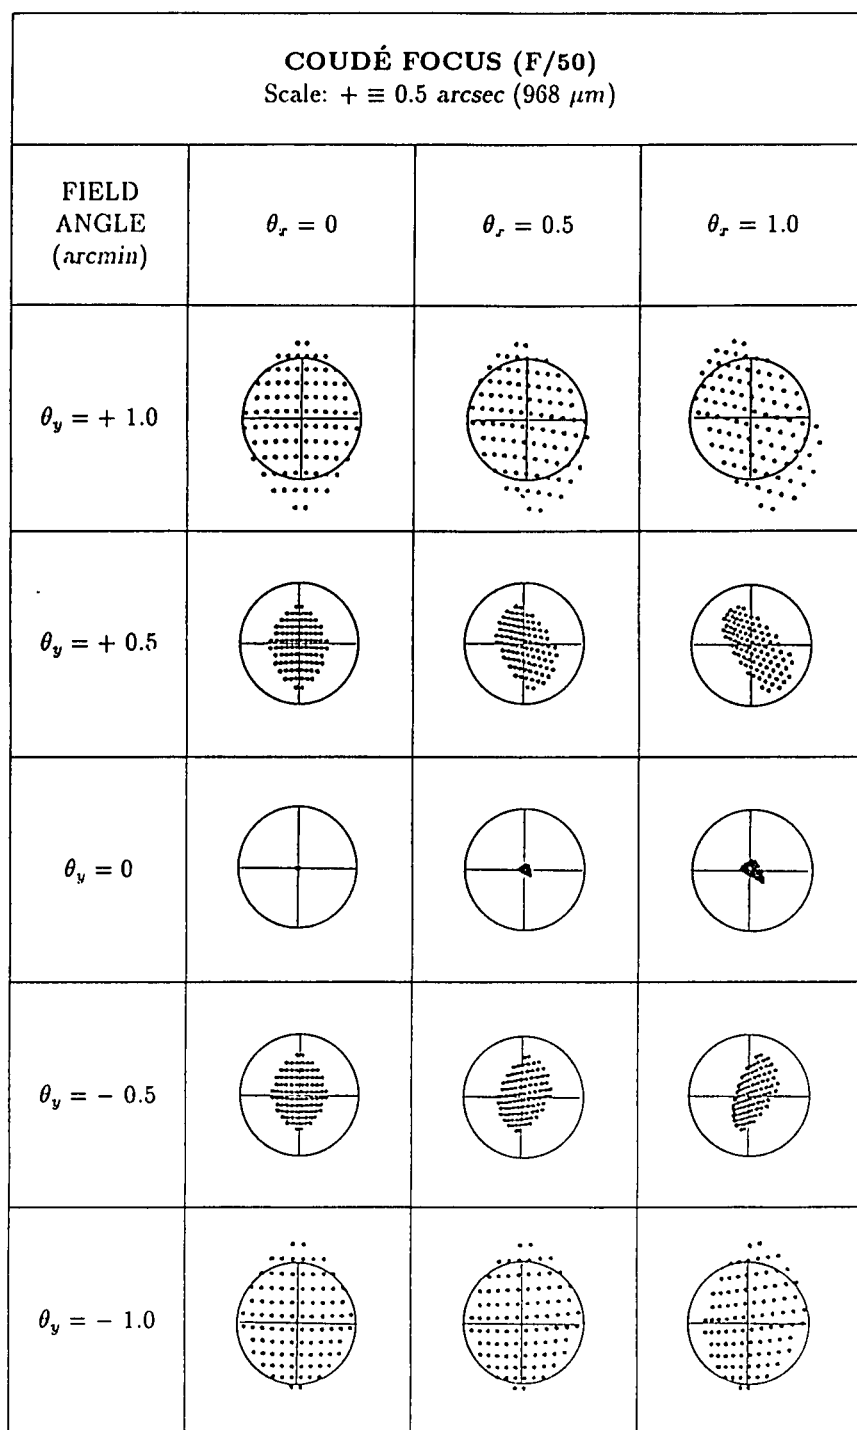 COUDÉ FOCUS (F/50)
Scale: + ≡ 0.5 arcsec (968 μm)
FIELD
ANGLE
(arcmin)
θx = 0
θx = 0.5
θx = 1.0
θy = + 1.0
θy = + 0.5
θy = 0
θy = − 0.5
θy = − 1.0